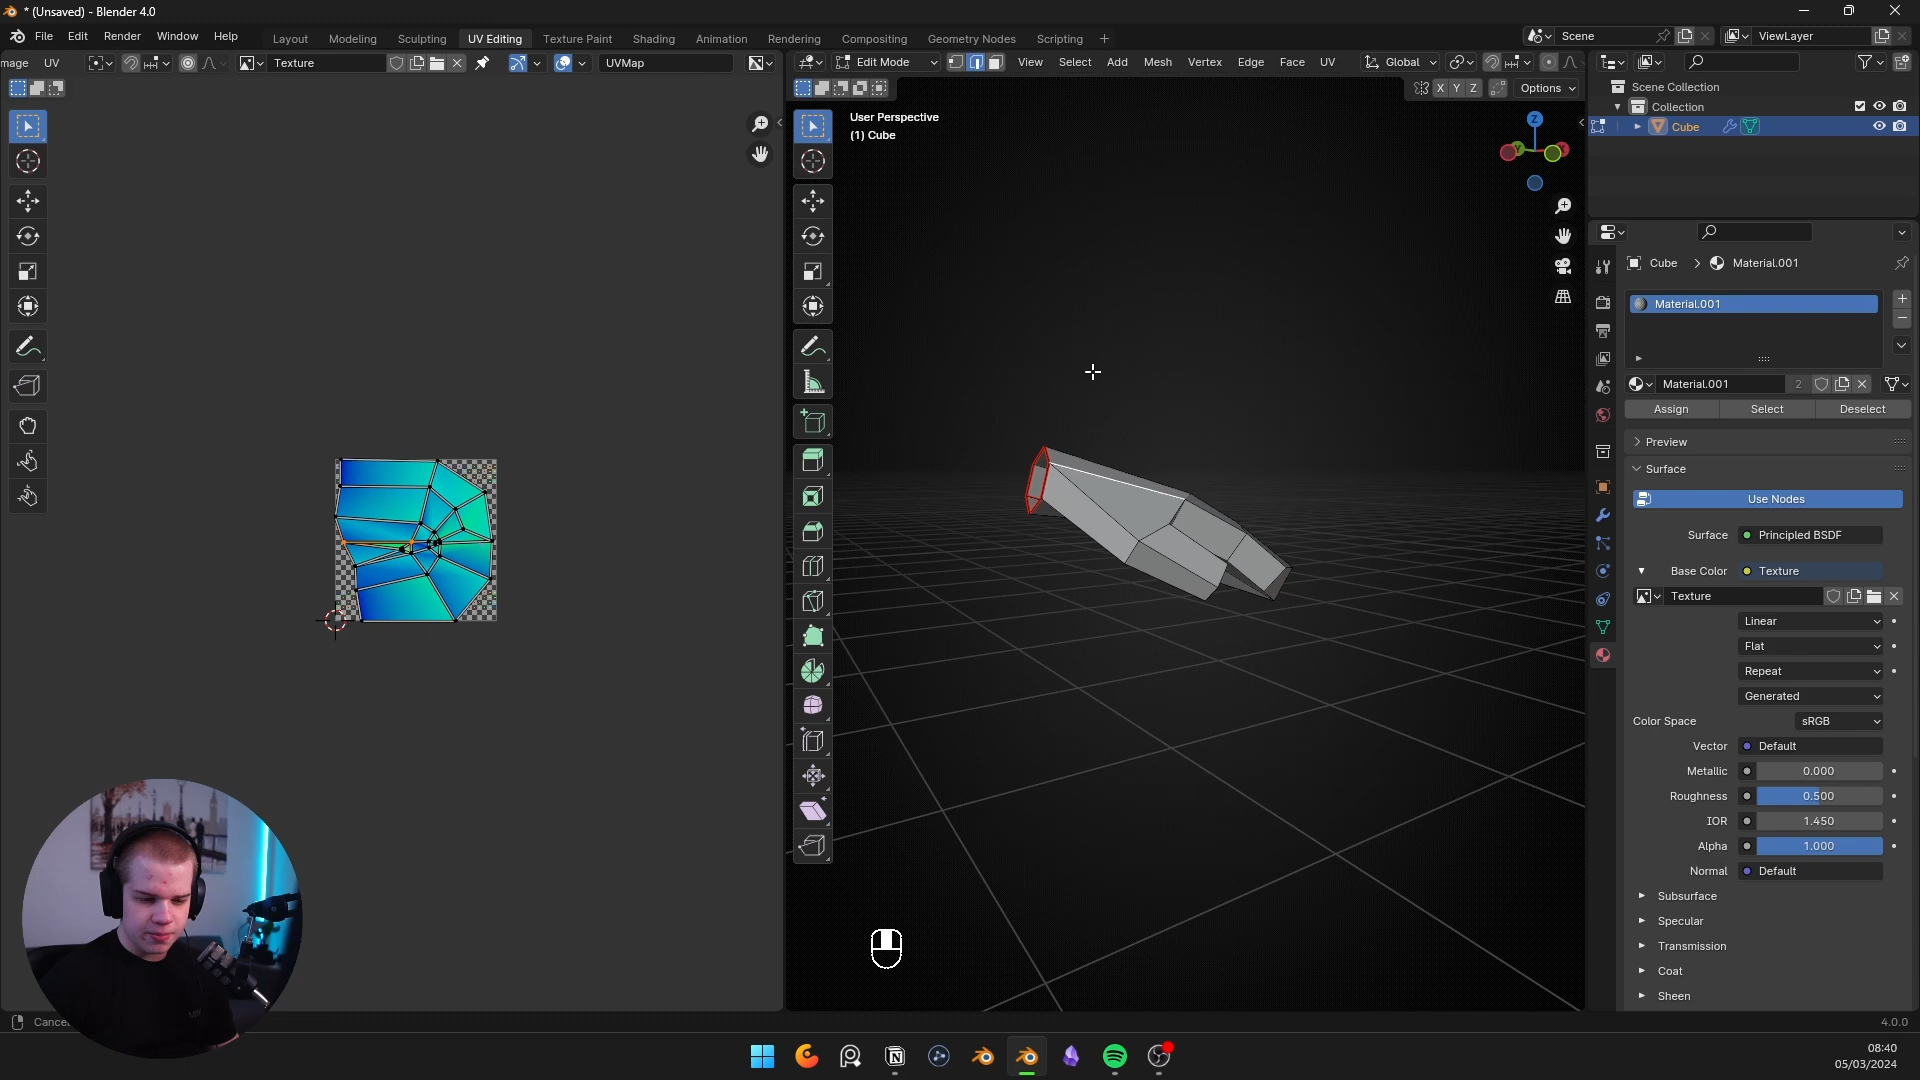 * (Unsaved) - Blender 4.0
File Edit Render Window Help
Layout Modeling Sculpting UV Editing Texture Paint Shading Animation Rendering Compositing Geometry Nodes Scripting +
Scene
ViewLayer
mage UV
Texture
UVMap
Edit Mode
View Select Add Mesh Vertex Edge Face UV
Global
X Y Z
Options
User Perspective
(1) Cube
Z
Y
X
Scene Collection
Collection
Cube
Cube > Material.001
Material.001
Material.001 2
Assign Select Deselect
Preview
Surface
Use Nodes
Surface Principled BSDF
Base Color Texture
Texture
Linear
Flat
Repeat
Generated
Color Space sRGB
Vector Default
Metallic 0.000
Roughness 0.500
IOR 1.450
Alpha 1.000
Normal Default
Subsurface
Specular
Transmission
Coat
Sheen
Cance
4.0.0
08:40
05/03/2024